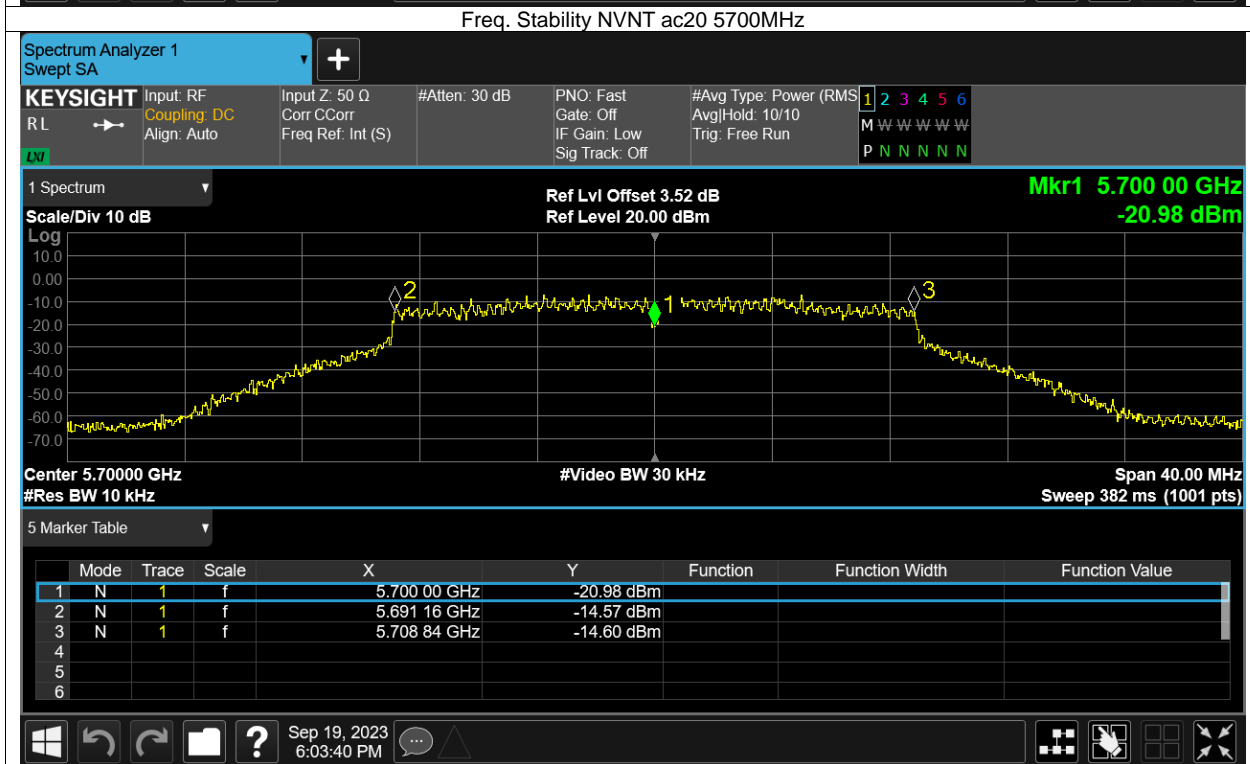 Freq. Stability NVNT ac20 5700MHz
Spectrum Analyzer 1
Swept SA
+
KEYSIGHT Input: RF Input Z: 50 Ω #Atten: 30 dB PNO: Fast #Avg Type: Power (RMS 1 2 3 4 5 6
R L Coupling: DC Corr CCorr Gate: Off Avg|Hold: 10/10 M W W W W W
Align: Auto Freq Ref: Int (S) IF Gain: Low Trig: Free Run
LXI Sig Track: Off P N N N N N N
1 Spectrum Ref Lvl Offset 3.52 dB Mkr1 5.700 00 GHz
Scale/Div 10 dB Ref Level 20.00 dBm -20.98 dBm
Log
10.0
0.00
-10.0 2 1 3
-20.0
-30.0
-40.0
-50.0
-60.0
-70.0
Center 5.70000 GHz #Video BW 30 kHz Span 40.00 MHz
#Res BW 10 kHz Sweep 382 ms (1001 pts)
5 Marker Table
Mode Trace Scale X Y Function Function Width Function Value
1 N 1 f 5.700 00 GHz -20.98 dBm
2 N 1 f 5.691 16 GHz -14.57 dBm
3 N 1 f 5.708 84 GHz -14.60 dBm
4
5
6
? Sep 19, 2023
6:03:40 PM